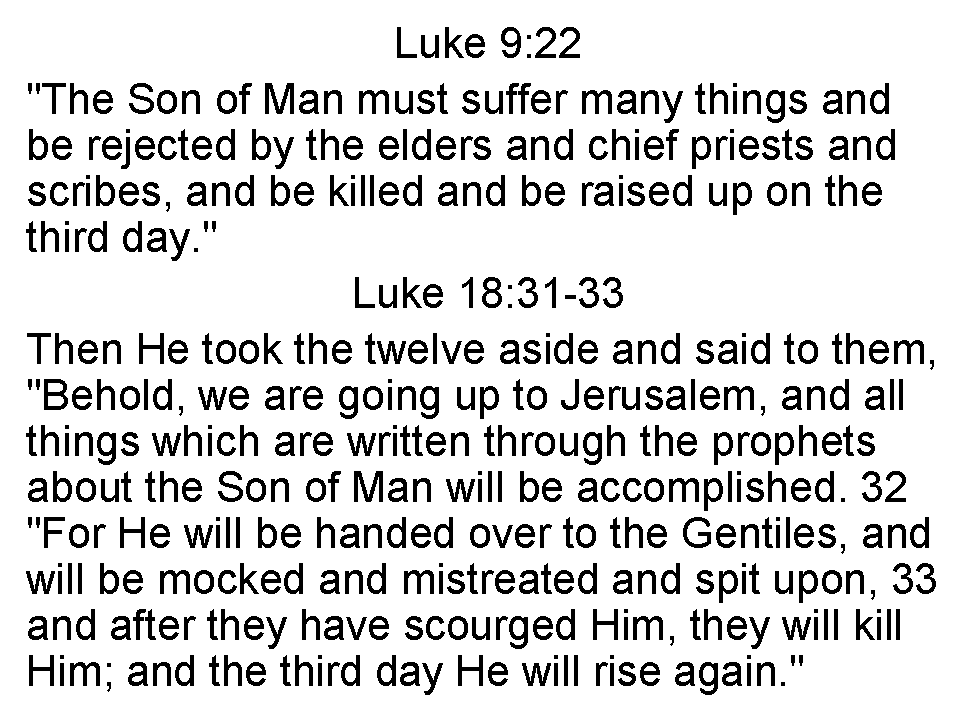 Luke 9:22
"The Son of Man must suffer many things and
be rejected by the elders and chief priests and
scribes, and be killed and be raised up on the
third day."
Luke 18:31-33
Then He took the twelve aside and said to them,
"Behold, we are going up to Jerusalem, and all
things which are written through the prophets
about the Son of Man will be accomplished. 32
"For He will be handed over to the Gentiles, and
will be mocked and mistreated and spit upon, 33
and after they have scourged Him, they will kill
Him; and the third day He will rise again."